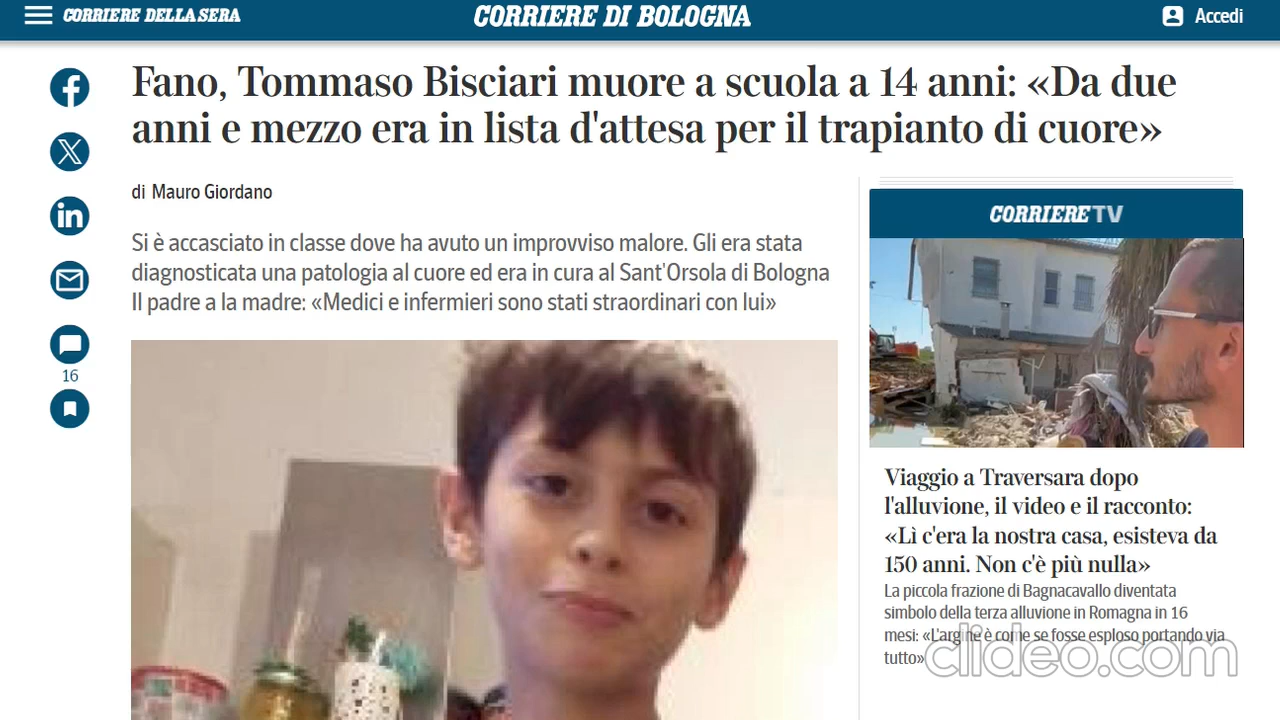 CORRIERE DELLA SERA
CORRIERE DI BOLOGNA
Accedi
Fano, Tommaso Bisciari muore a scuola a 14 anni: «Da due
anni e mezzo era in lista d'attesa per il trapianto di cuore»
di Mauro Giordano
Si è accasciato in classe dove ha avuto un improvviso malore. Gli era stata
diagnosticata una patologia al cuore ed era in cura al Sant'Orsola di Bologna
Il padre a la madre: «Medici e infermieri sono stati straordinari con lui»
16
CORRIERE TV
Viaggio a Traversara dopo
l'alluvione, il video e il racconto:
«Lì c'era la nostra casa, esisteva da
150 anni. Non c'è più nulla»
La piccola frazione di Bagnacavallo diventata
simbolo della terza alluvione in Romagna in 16
mesi: «L'argine è come se fosse esploso portando via
tutto»
clideo.com